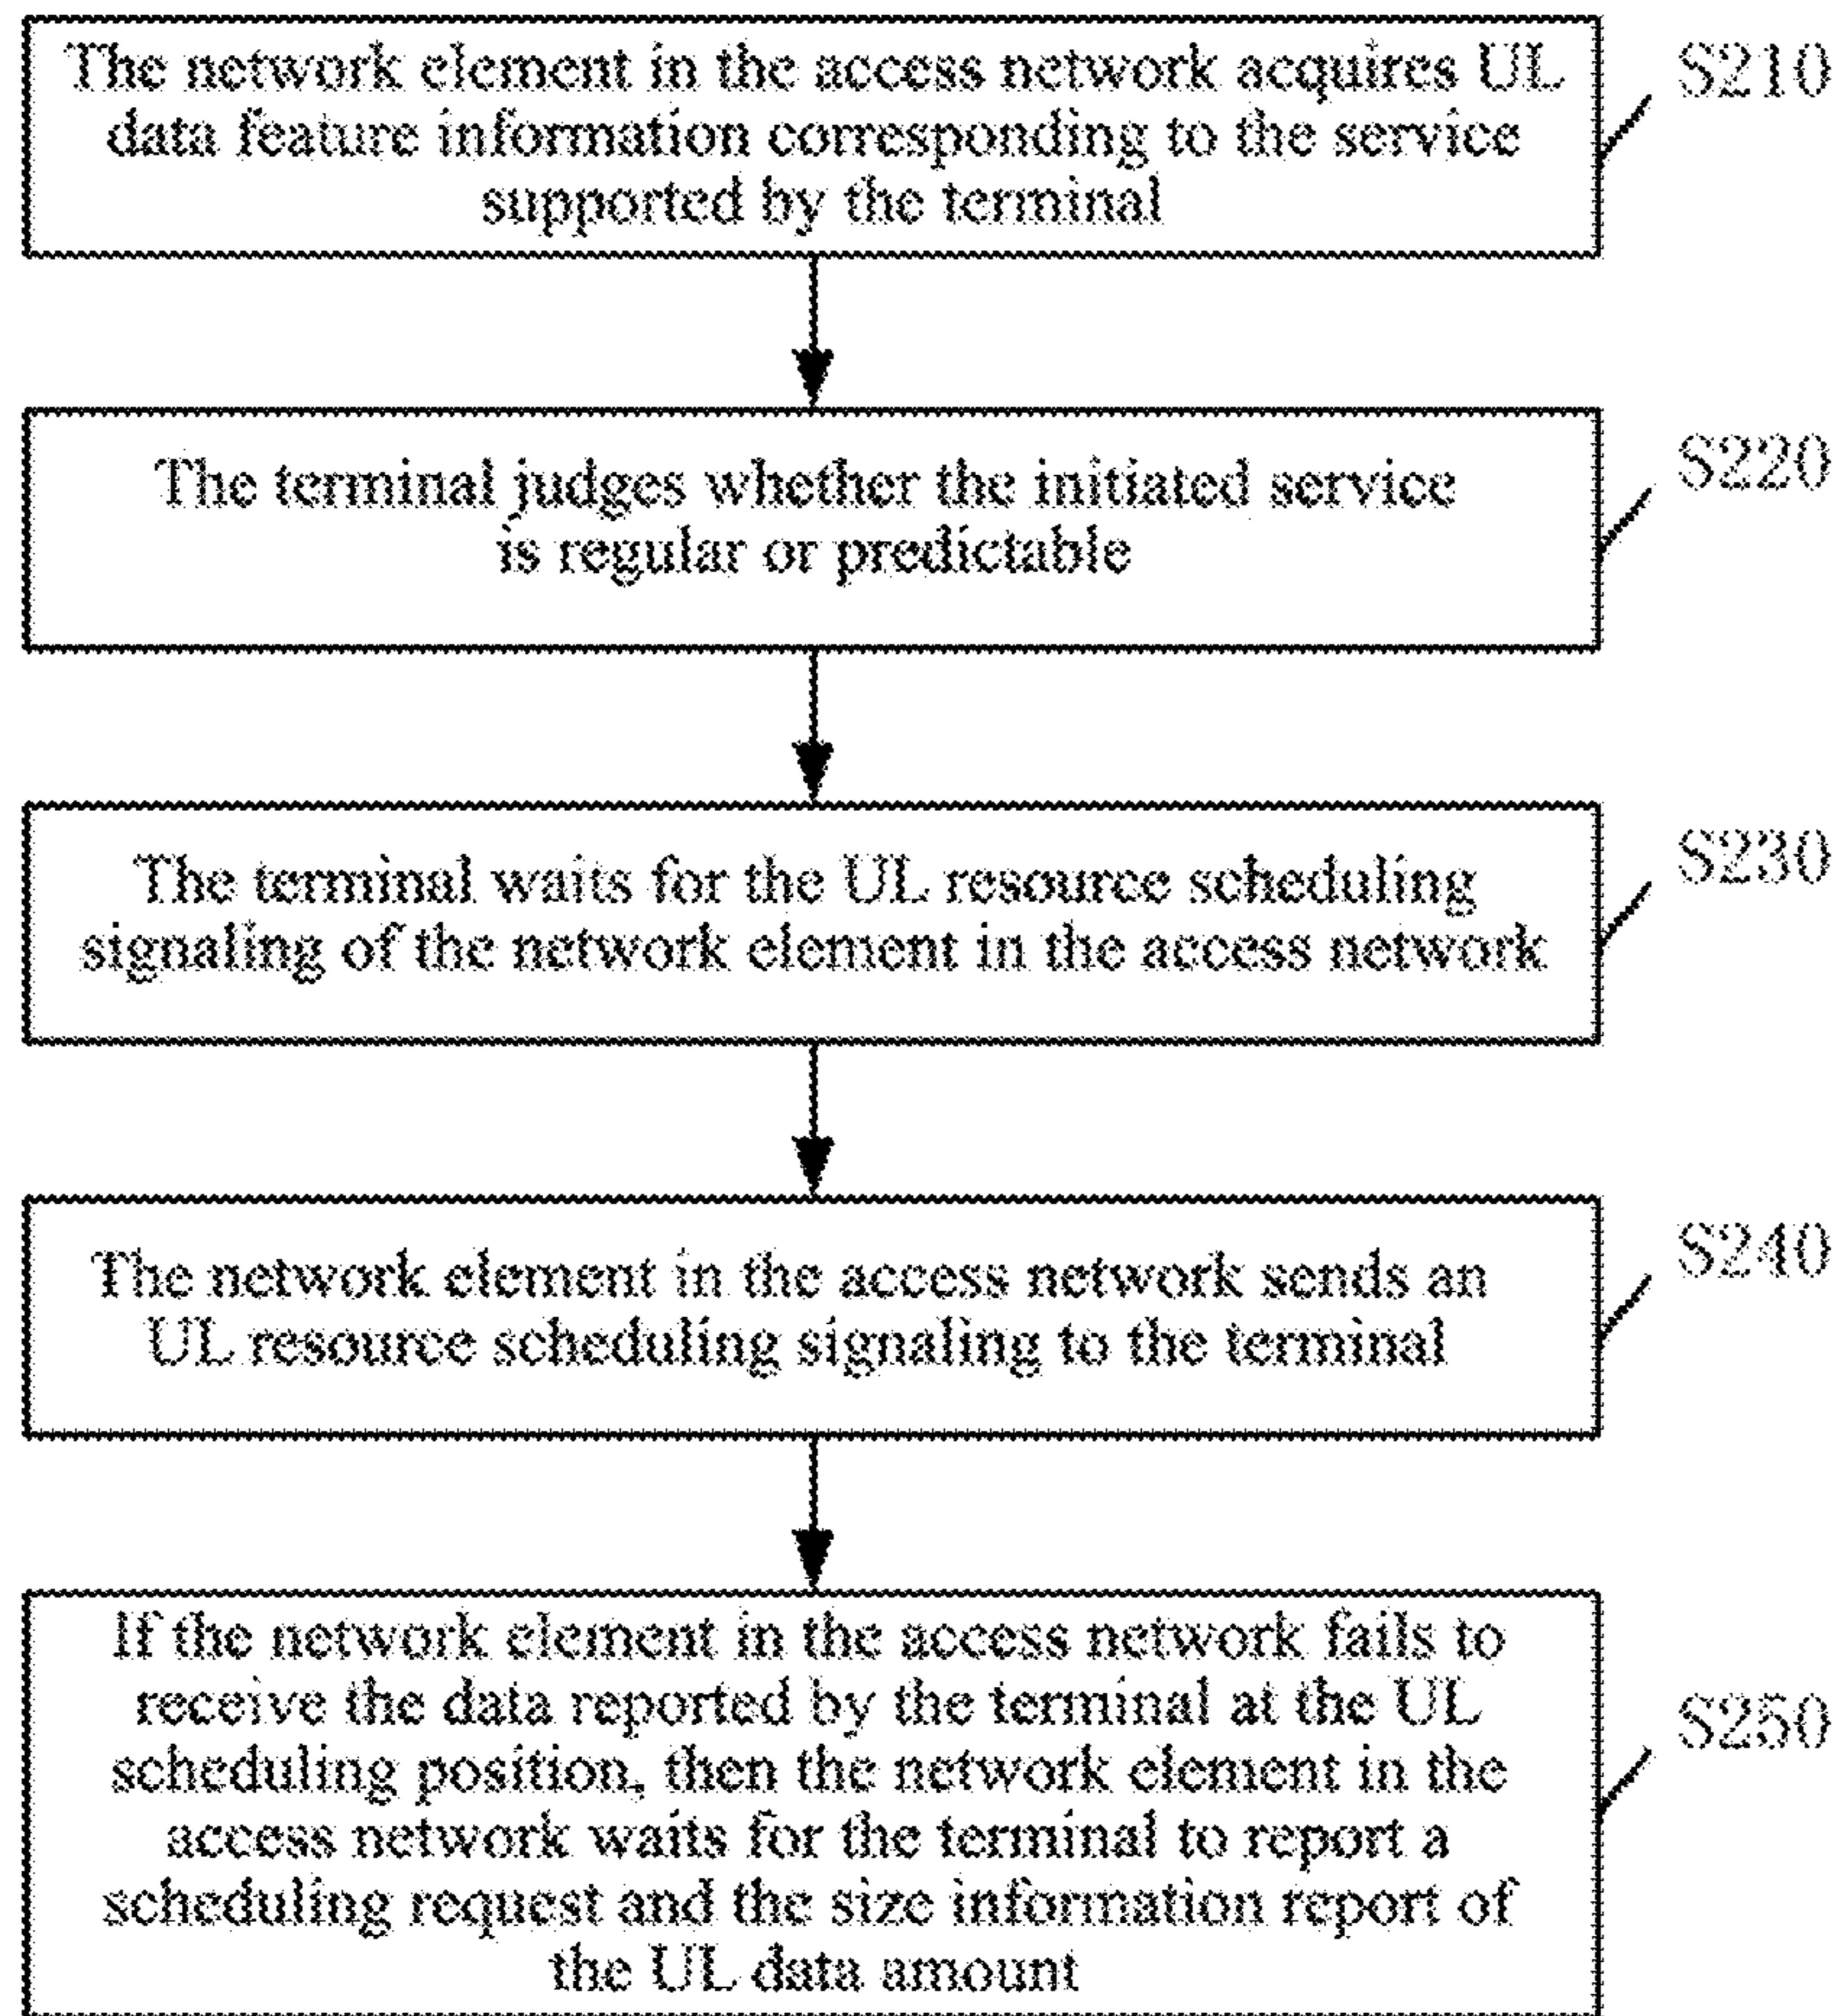 The network element in the access network acquires UL
data feature information corresponding to the service
supported by the terminal
S210
The terminal judges whether the initiated service
is regular or predictable
S220
The terminal waits for the UL resource scheduling
signaling of the network element in the access network
S230
The network element in the access network sends an
UL resource scheduling signaling to the terminal
S240
If the network element in the access network fails to
receive the data reported by the terminal at the UL
scheduling position, then the network element in the
access network waits for the terminal to report a
scheduling request and the size information report of
the UL data amount
S250